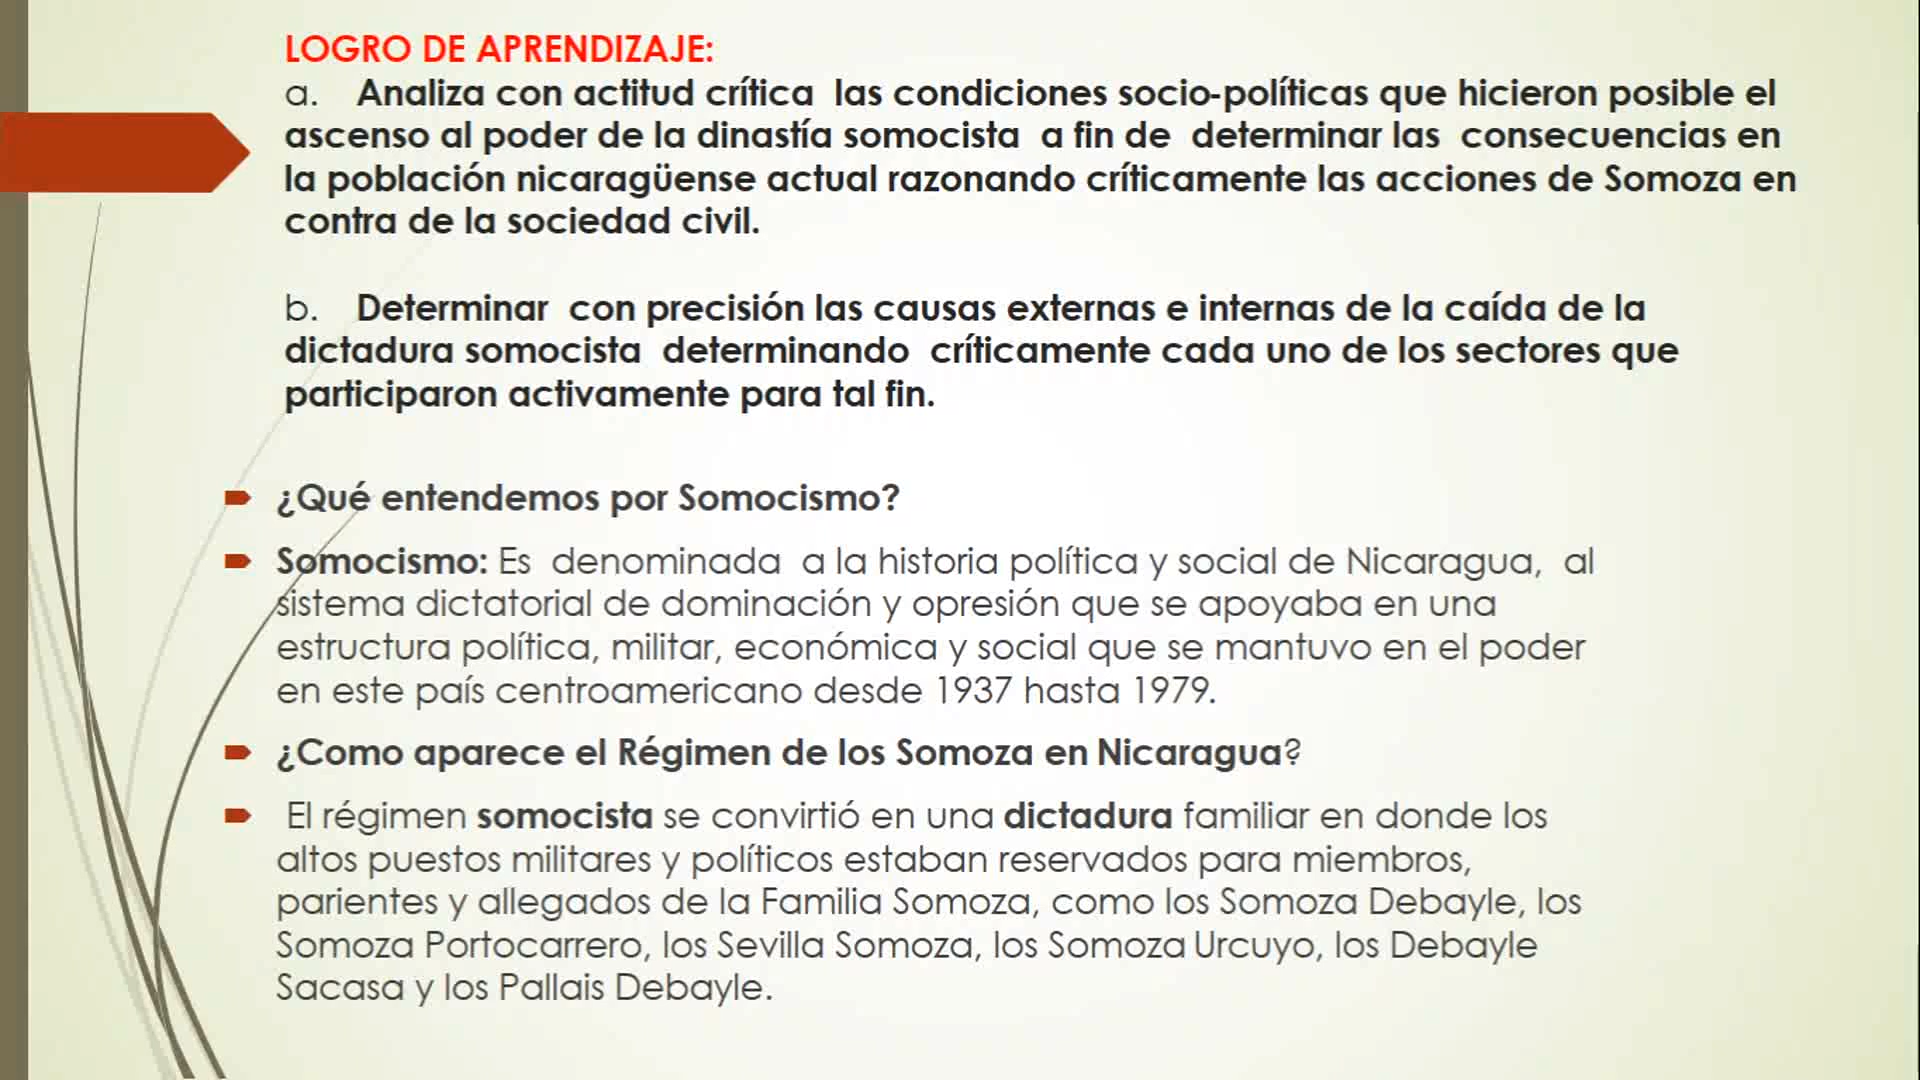 LOGRO DE APRENDIZAJE:
a. Analiza con actitud crítica las condiciones socio-políticas que hicieron posible el
ascenso al poder de la dinastía somocista a fin de determinar las consecuencias en
la población nicaragüense actual razonando críticamente las acciones de Somoza en
contra de la sociedad civil.
b. Determinar con precisión las causas externas e internas de la caída de la
dictadura somocista determinando críticamente cada uno de los sectores que
participaron activamente para tal fin.
¿Qué entendemos por Somocismo?
Somocismo: Es denominada a la historia política y social de Nicaragua, al
sistema dictatorial de dominación y opresión que se apoyaba en una
estructura política, militar, económica y social que se mantuvo en el poder
en este país centroamericano desde 1937 hasta 1979.
¿Como aparece el Régimen de los Somoza en Nicaragua?
El régimen somocista se convirtió en una dictadura familiar en donde los
altos puestos militares y políticos estaban reservados para miembros,
parientes y allegados de la Familia Somoza, como los Somoza Debayle, los
Somoza Portocarrero, los Sevilla Somoza, los Somoza Urcuyo, los Debayle
Sacasa y los Pallais Debayle.